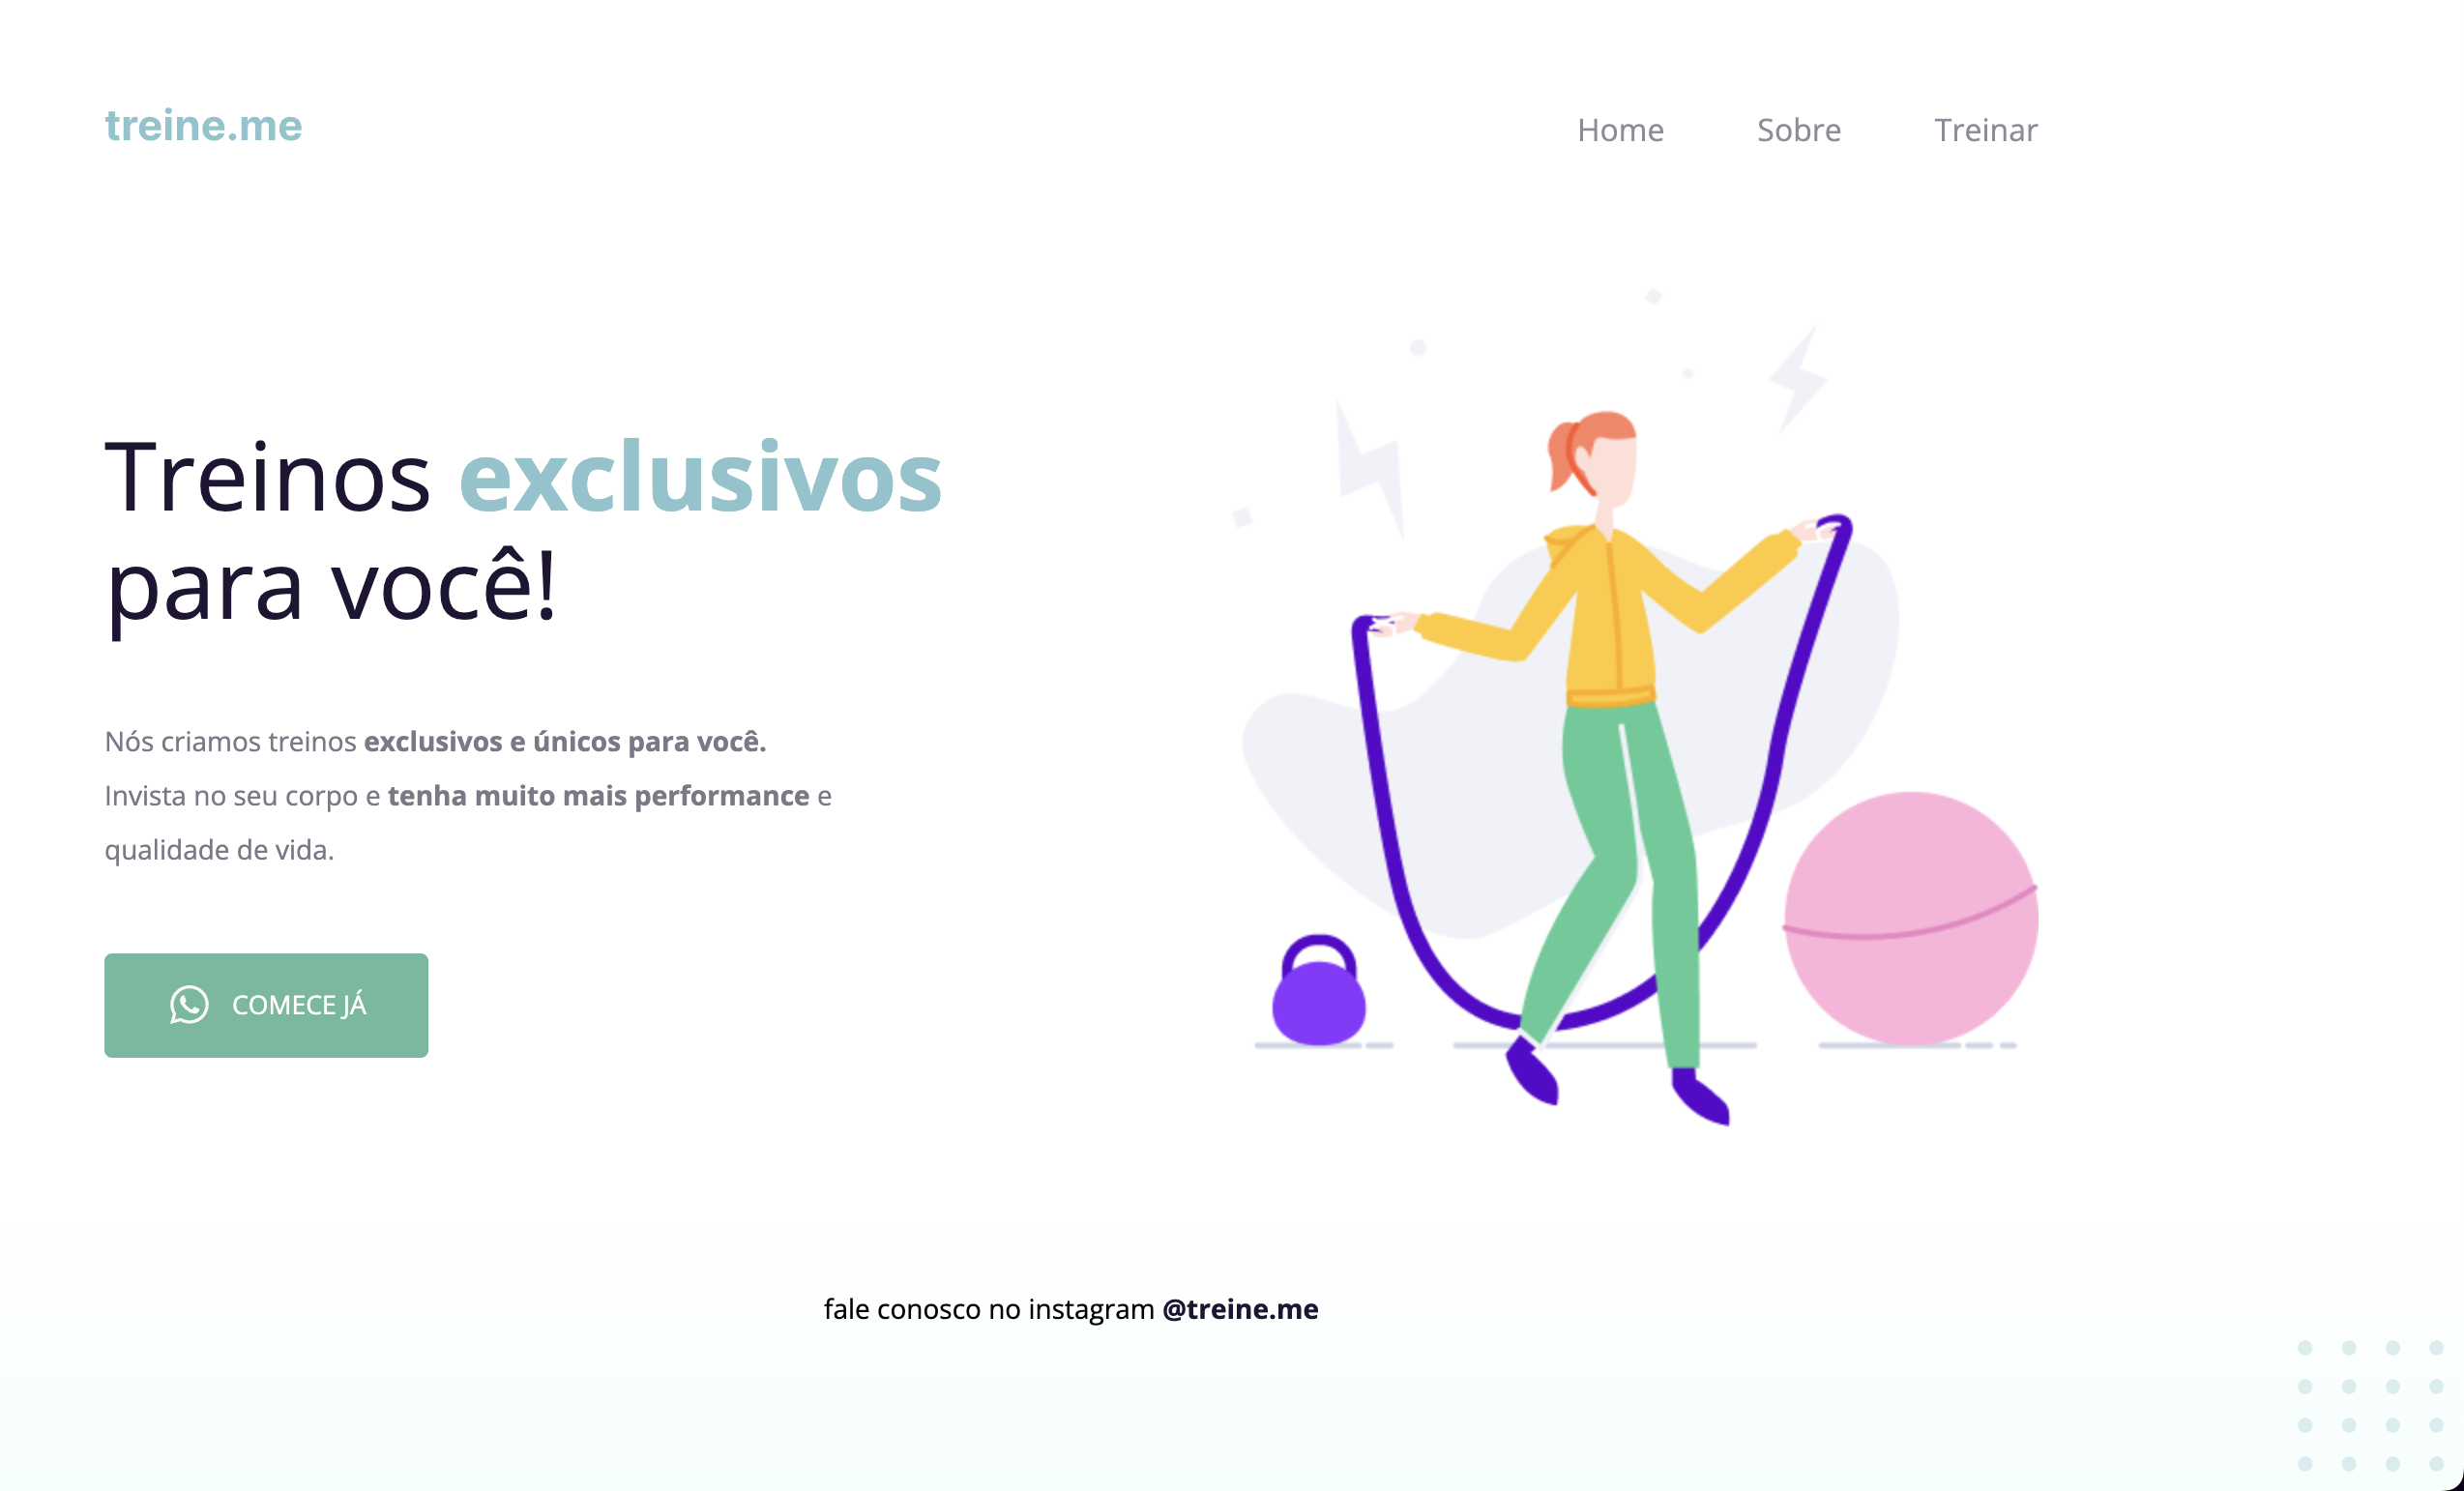 treine.me
Home Sobre Treinar
Treinos exclusivos
para você!
Nós criamos treinos exclusivos e únicos para você.
Invista no seu corpo e tenha muito mais performance e
qualidade de vida.
COMECE JÁ
fale conosco no instagram @treine.me